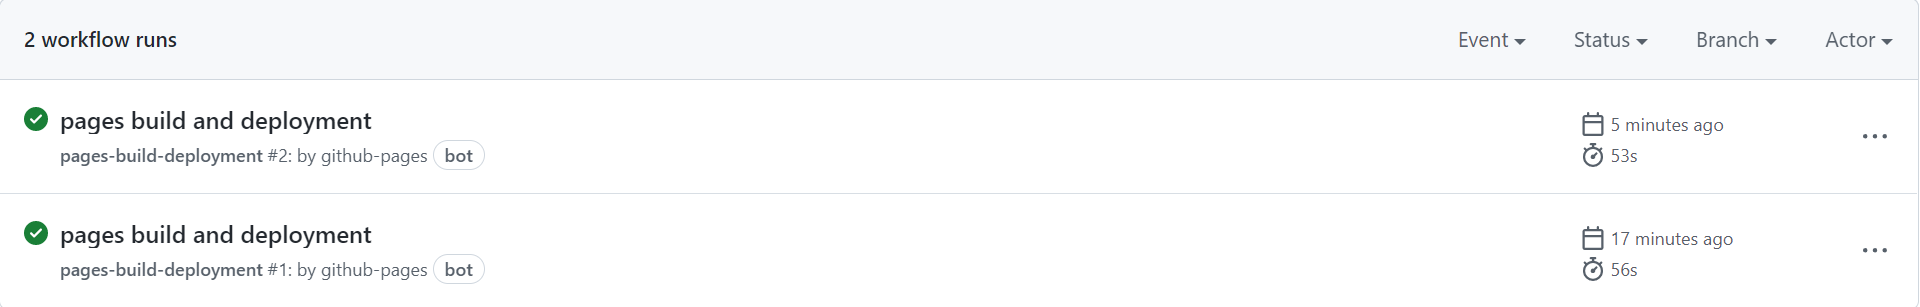 2 workflow runs Event Status Branch Actor
pages build and deployment
5 minutes ago
pages-build-deployment #2: by github-pages bot
53s
pages build and deployment
17 minutes ago
pages-build-deployment #1: by github-pages bot
56s